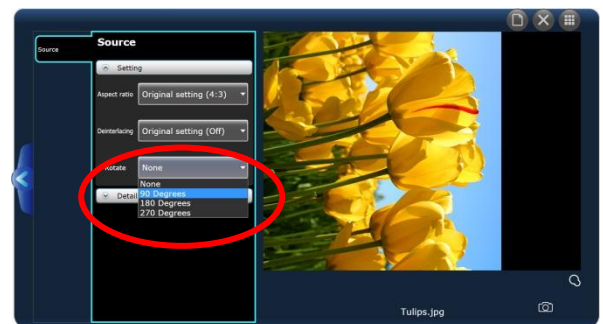 Source
Source
Setting
Aspect ratio Original setting (4:3)
Deinterlacing Original setting (Off)
Rotate None
None
90 Degrees
180 Degrees
270 Degrees
Detail
Tulips.jpg